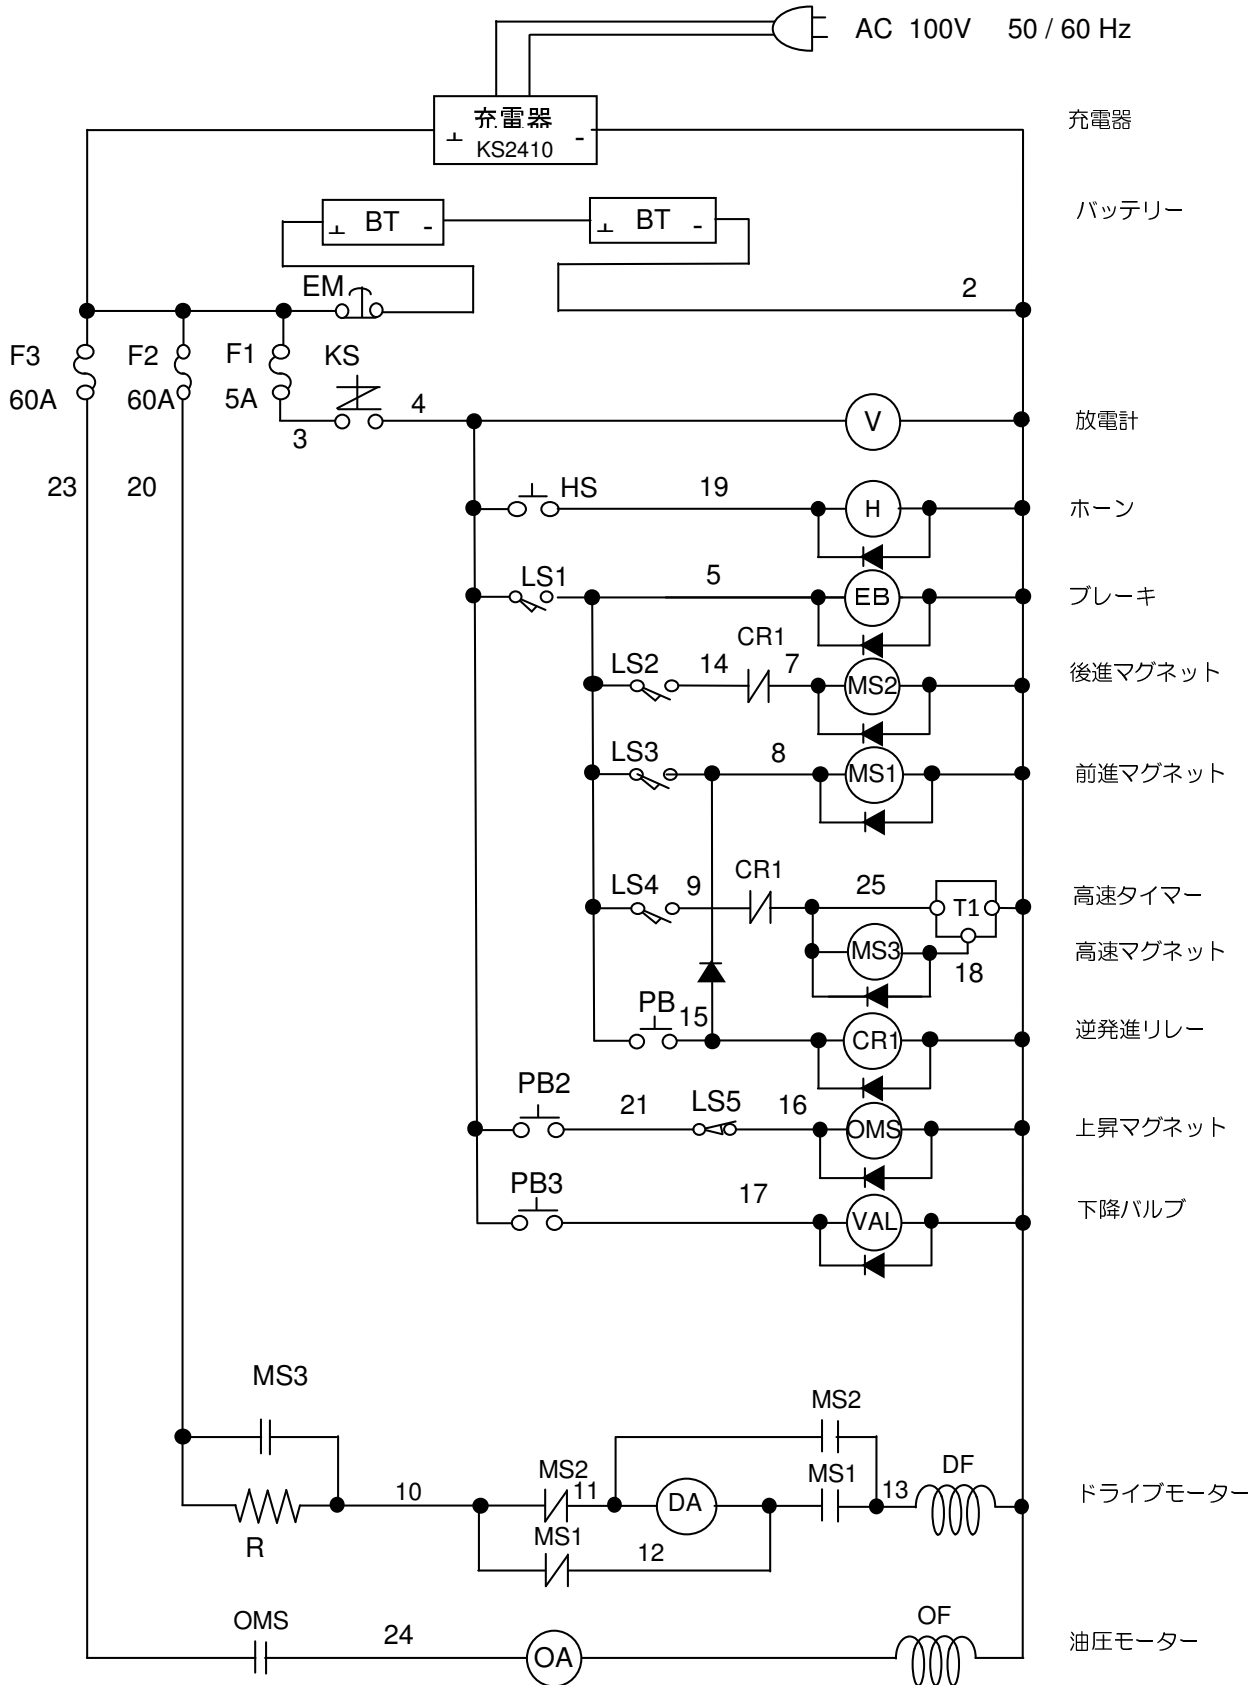 AC 100V 50 / 60 Hz
充電器
+ -
KS2410
充電器
バッテリー
+ BT -
+ BT -
EM
2
F3
F2
F1
KS
60A
60A
5A
3
4
V
放電計
23
20
HS
19
H
ホーン
LS1
5
EB
ブレーキ
CR1
LS2
14
7
MS2
後進マグネット
LS3
8
MS1
前進マグネット
CR1
LS4
9
25
T1
高速タイマー
MS3
18
高速マグネット
PB
15
CR1
逆発進リレー
PB2
21
LS5
16
OMS
上昇マグネット
PB3
17
VAL
下降バルブ
MS3
MS2
R
10
MS2
11
DA
MS1
13
DF
ドライブモーター
MS1
12
OMS
24
OA
OF
油圧モーター